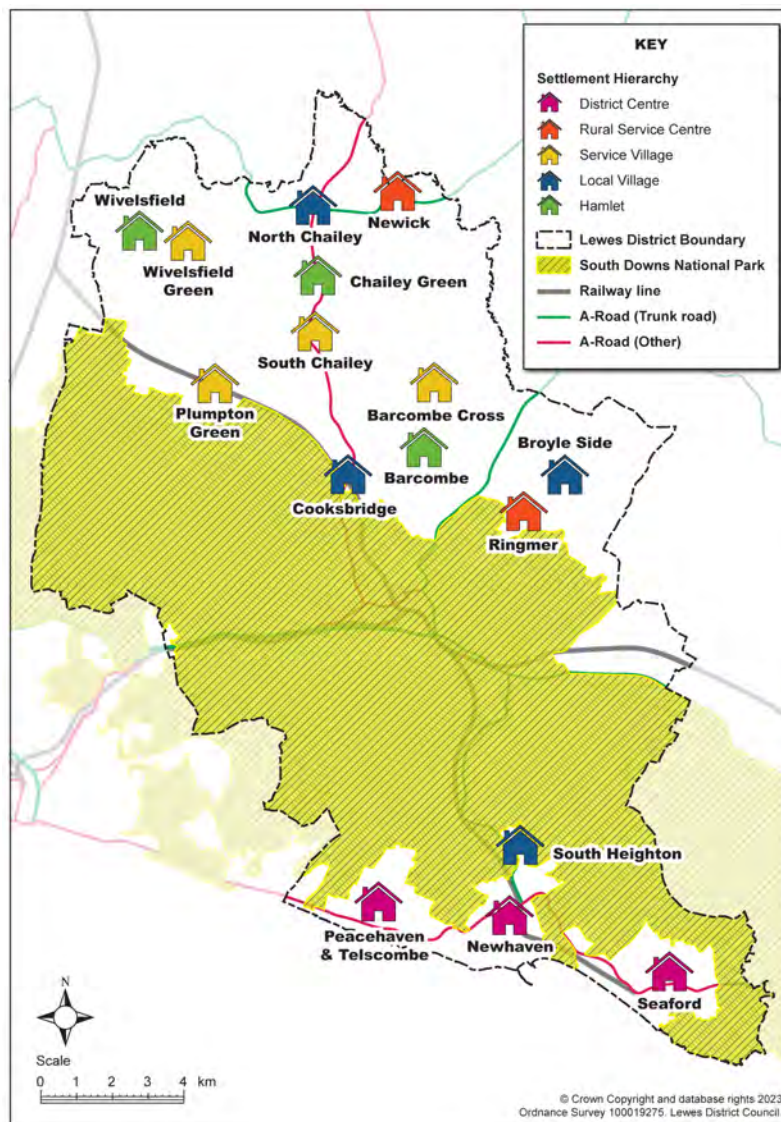 KEY
Settlement Hierarchy
District Centre
Rural Service Centre
Service Village
Local Village
Hamlet
Lewes District Boundary
South Downs National Park
Railway line
A-Road (Trunk road)
A-Road (Other)
Wivelsfield
Wivelsfield
Green
North Chailey
Newick
Chailey Green
South Chailey
Plumpton
Green
Barcombe Cross
Barcombe
Broyle Side
Cooksbridge
Ringmer
South Heighton
Peacehaven
& Telscombe
Newhaven
Seaford
N
Scale
0 1 2 4 km
© Crown Copyright and database rights 2023
Ordnance Survey 100019275. Lewes District Council